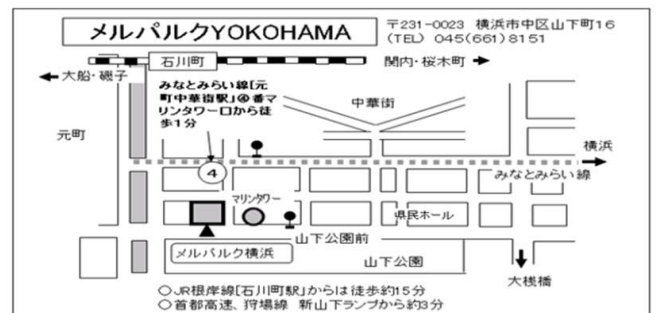 メルパルクYOKOHAMA
〒231-0023 横浜市中区山下町16
(TEL) 045(661)8151
石川町
大船・磯子
関内・桜木町
みなとみらい線[元
町中華街駅]④番マ
リンタワー口から徒
歩1分
中華街
元町
横浜
みなとみらい線
4
マリンタワー
県民ホール
山下公園前
メルパルク横浜
山下公園
大桟橋
○JR根岸線[石川町駅]からは徒歩約15分
○首都高速、狩場線 新山下ランプから約3分